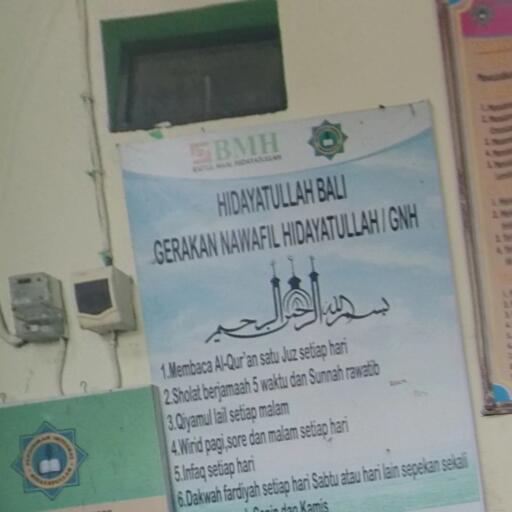 BMH
BAITUL MAAL HIDAYATULLAH
HIDAYATULLAH BALI
GERAKAN NAWAFIL HIDAYATULLAH / GNH
بسم الله الرحمن الرحيم
1.Membaca Al-Qur'an satu Juz setiap hari
2.Sholat berjamaah 5 waktu dan Sunnah rawatib
3.Qiyamul lail setiap malam
4.Wirid pagi,sore dan malam setiap hari
5.Infaq setiap hari
6.Dakwah fardiyah setiap hari Sabtu atau hari lain sepekan sekali
Senin dan Kamis